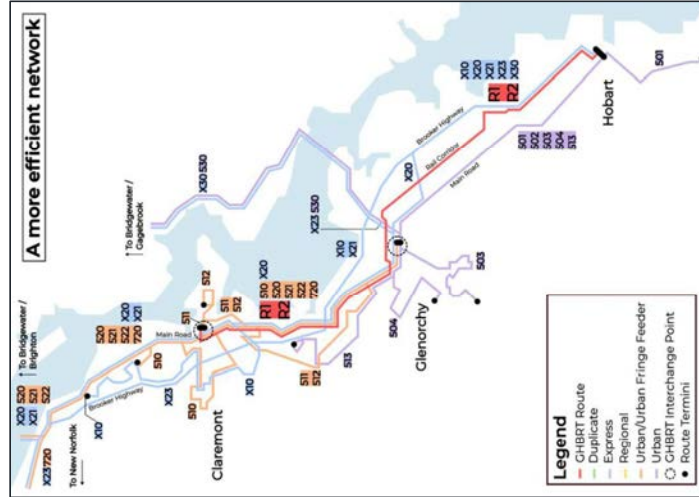 A more efficient network
To Bridgewater /
Brighton
To Bridgewater /
Gagebrook
To New Norfolk
X20 520
X21 521
522
X23 720
X10
Brooker Highway
520
521
522
720
X20
X21
Main Road
510
511
512
X23
510
Claremont
X10
511
512
R1
R2
510
520
521
522
720
X20
511
512
513
X30 530
X23 530
X10
X21
504
503
Glenorchy
X20
Brooker Highway
Rail Corridor
Main Road
R1
R2
X10
X20
X21
X23
X30
501
502
503
504
513
Hobart
501
Legend
GHBRT Route
Duplicate
Express
Regional
Urban/Urban Fringe Feeder
Urban
GHBRT Interchange Point
Route Termini